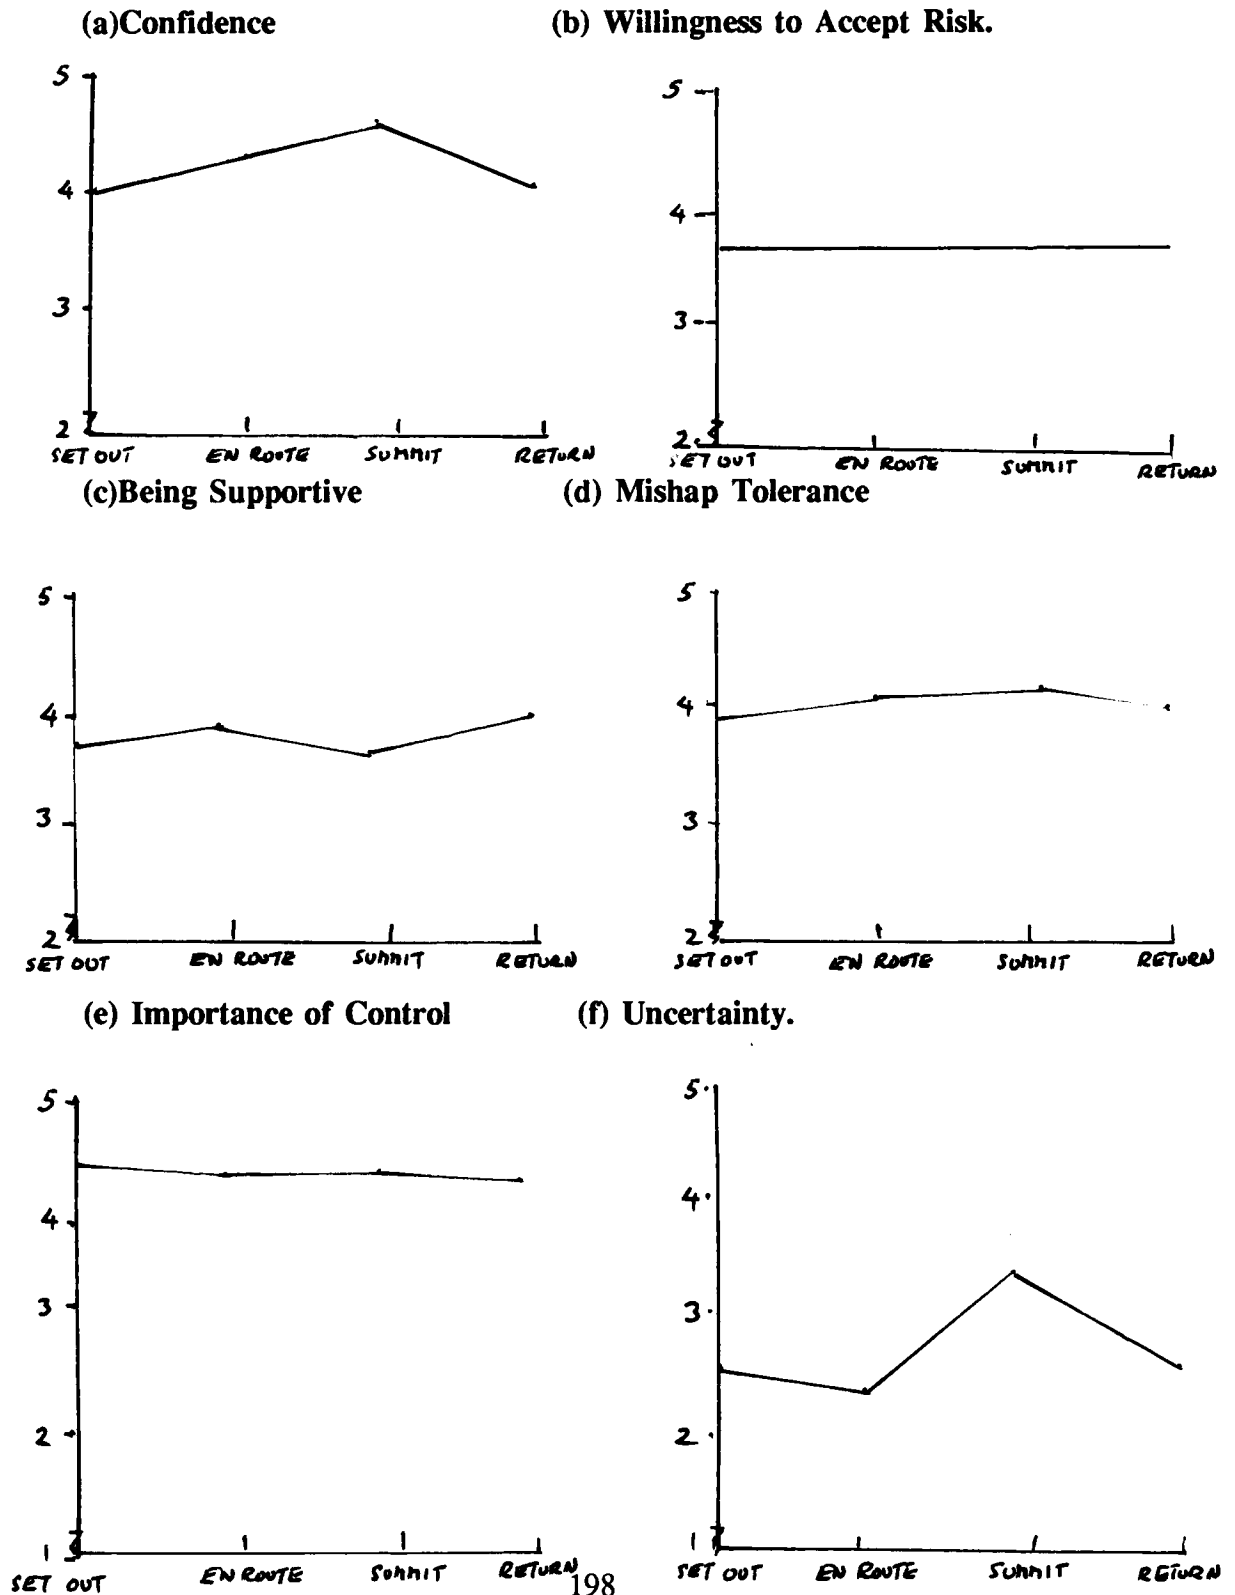 (a)Confidence
(b) Willingness to Accept Risk.
5
4
3
2
SET OUT EN ROUTE SUMMIT RETURN
5
4
3
2
SET OUT EN ROUTE SUMMIT RETURN
(c)Being Supportive
(d) Mishap Tolerance
5
4
3
2
SET OUT EN ROUTE SUMMIT RETURN
5
4
3
2
SET OUT EN ROUTE SUMMIT RETURN
(e) Importance of Control
(f) Uncertainty.
5
4
3
2
1
SET OUT EN ROUTE SUMMIT RETURN
5
4
3
2
1
SET OUT EN ROUTE SUMMIT RETURN
198